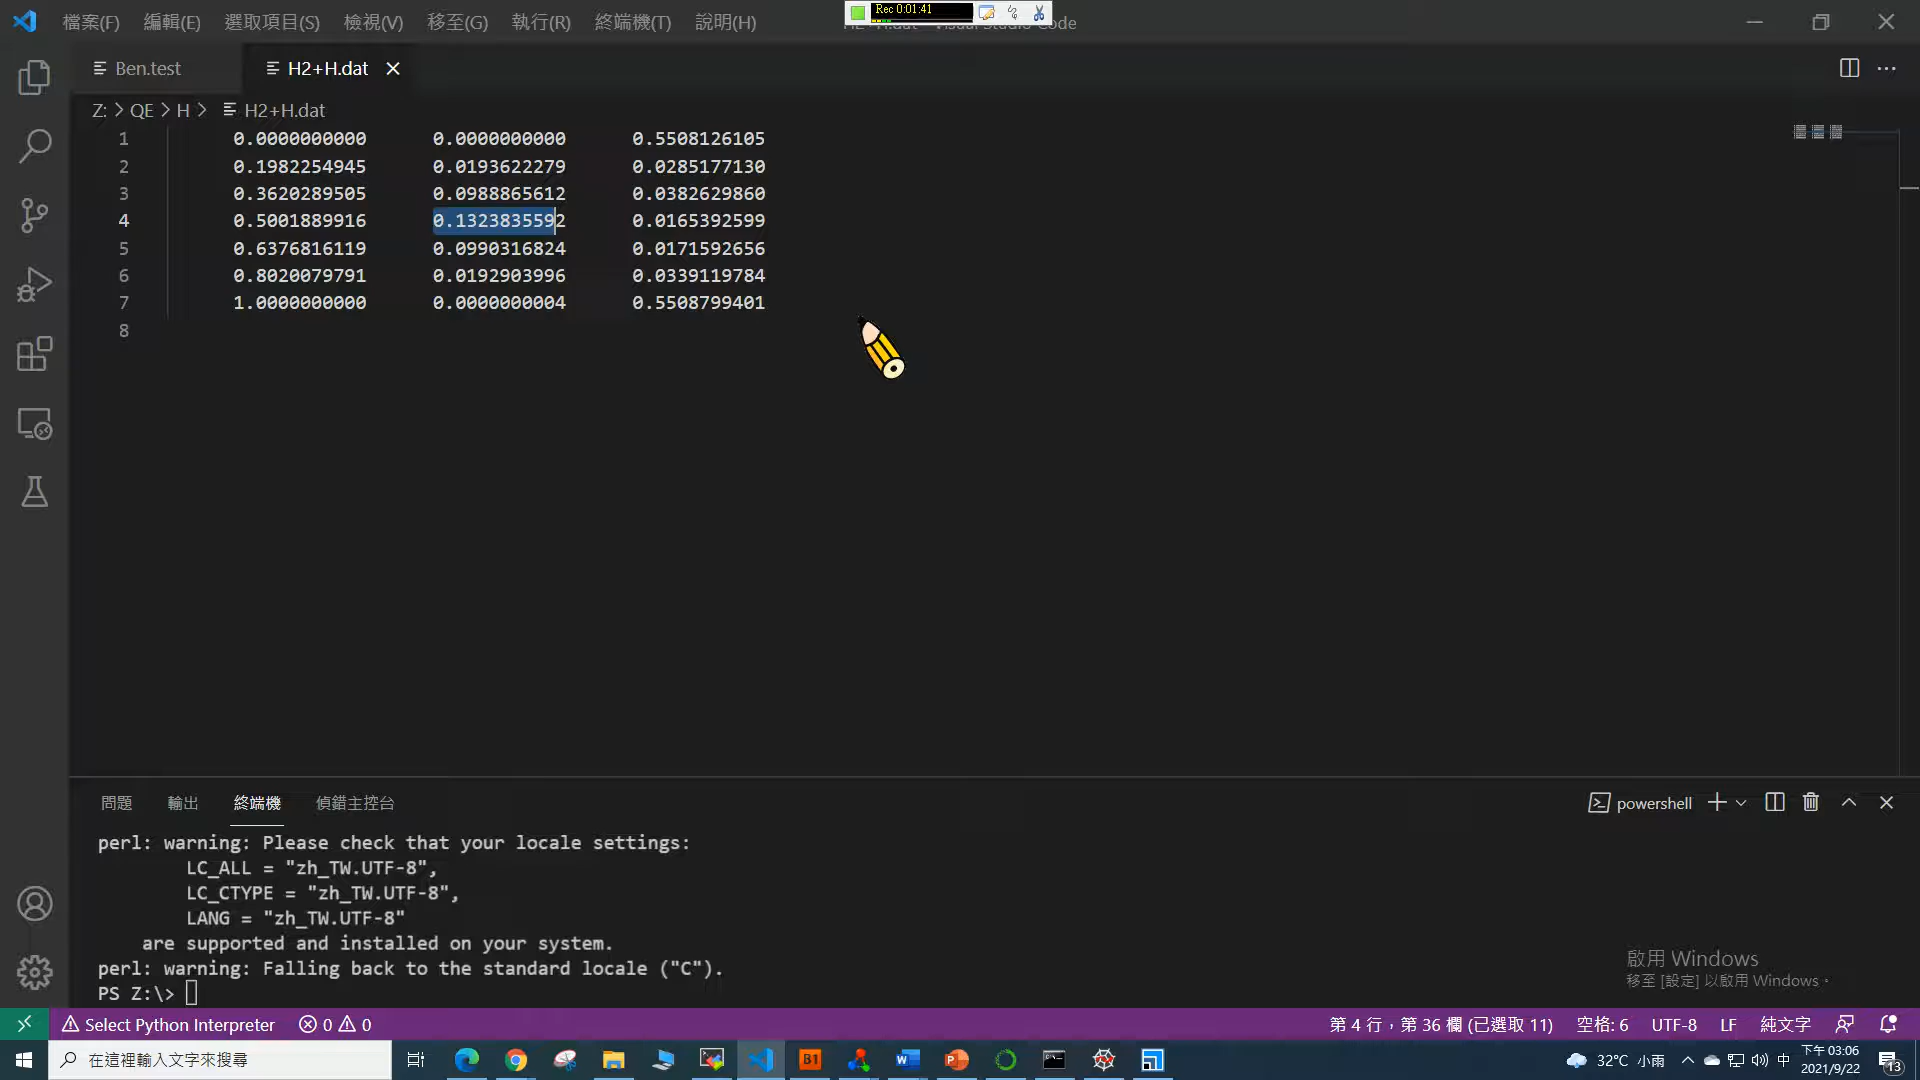 檔案(F) 編輯(E) 選取項目(S) 檢視(V) 移至(G) 執行(R) 終端機(T) 說明(H)
Rec 0:01:41
Ben.test
H2+H.dat
Z: > QE > H > H2+H.dat
1 0.0000000000 0.0000000000 0.5508126105
2 0.1982254945 0.0193622279 0.0285177130
3 0.3620289505 0.0988865612 0.0382629860
4 0.5001889916 0.1323835592 0.0165392599
5 0.6376816119 0.0990316824 0.0171592656
6 0.8020079791 0.0192903996 0.0339119784
7 1.0000000000 0.0000000004 0.5508799401
8
問題 輸出 終端機 偵錯主控台
powershell
perl: warning: Please check that your locale settings:
LC_ALL = "zh_TW.UTF-8",
LC_CTYPE = "zh_TW.UTF-8",
LANG = "zh_TW.UTF-8"
are supported and installed on your system.
perl: warning: Falling back to the standard locale ("C").
PS Z:\>
啟用 Windows
移至 [設定] 以啟用 Windows。
Select Python Interpreter 0 0
第 4 行，第 36 欄 (已選取 11) 空格: 6 UTF-8 LF 純文字
在這裡輸入文字來搜尋
B1
32°C 小雨
中
下午 03:06
2021/9/22
13